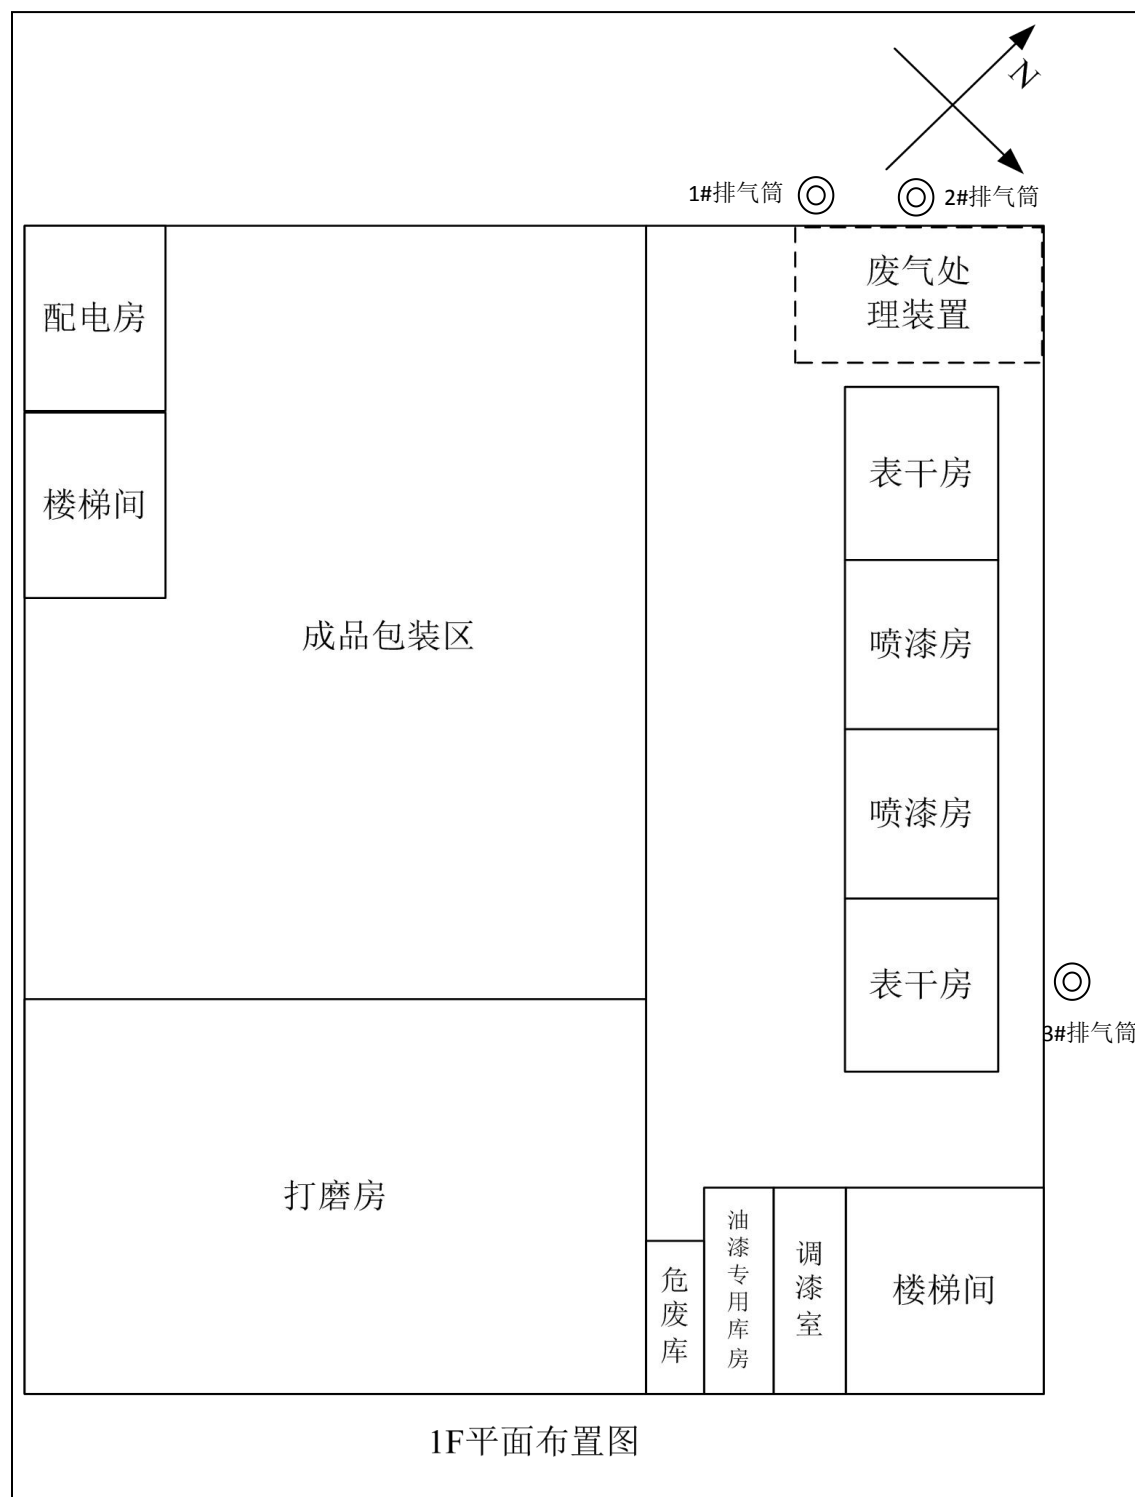 N
1#排气筒
2#排气筒
废气处
理装置
配电房
表干房
楼梯间
成品包装区
喷漆房
喷漆房
表干房
3#排气筒
打磨房
危废库
油漆专用库房
调漆室
楼梯间
1F平面布置图